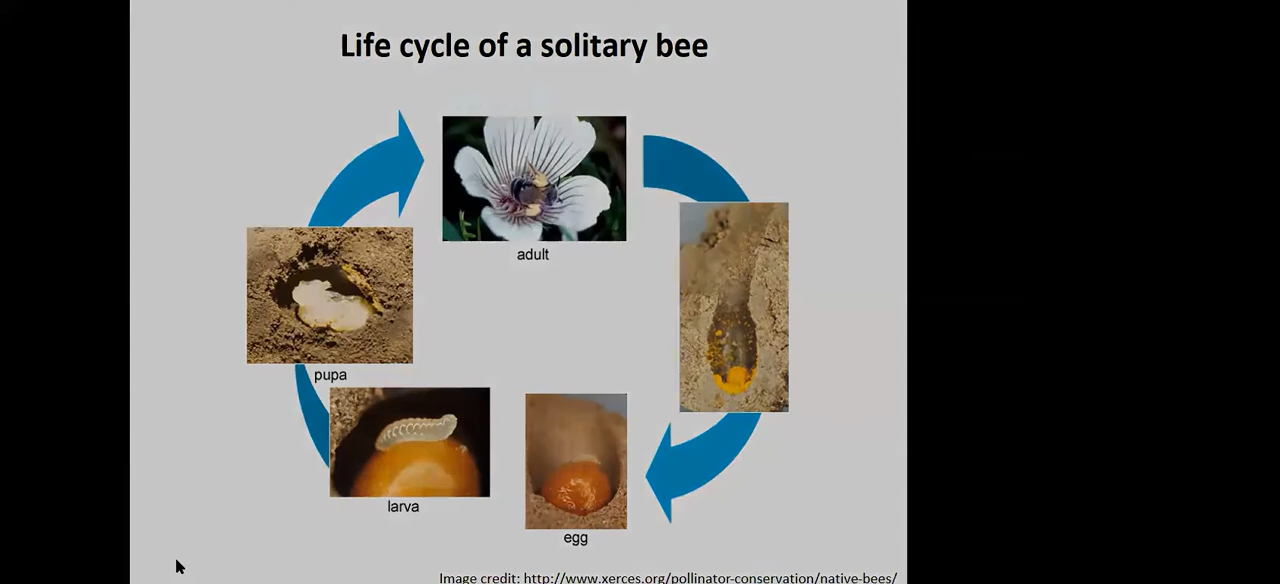 Life cycle of a solitary bee
adult
pupa
larva
egg
Image credit: http://www.xerces.org/pollinator-conservation/native-bees/